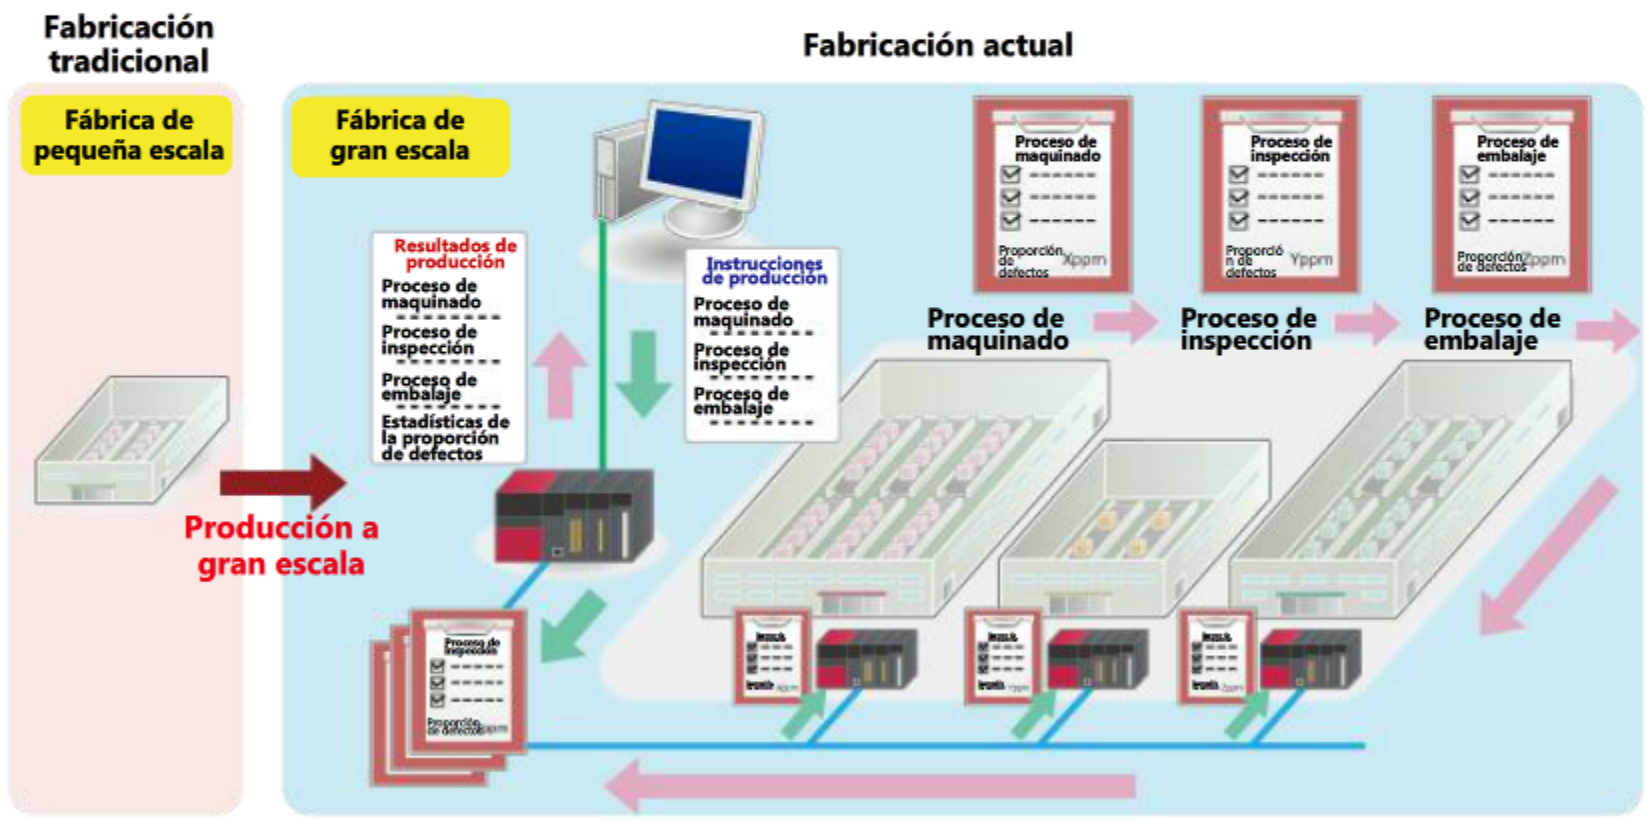 Fabricación
tradicional
Fabricación actual
Fábrica de
pequeña escala
Fábrica de
gran escala
Proceso de
maquinado
Proporción
de
defectos
Xppm
Proceso de
inspección
Proporció
n de
defectos
Yppm
Proceso de
embalaje
Proporción
de defectos
Zppm
Resultados de
producción
Proceso de
maquinado
Proceso de
inspección
Proceso de
embalaje
Estadísticas de
la proporción
de defectos
Instrucciones
de producción
Proceso de
maquinado
Proceso de
inspección
Proceso de
embalaje
Proceso de
maquinado
Proceso de
inspección
Proceso de
embalaje
Producción a
gran escala
Proceso de
inspección
Proporción
de defectos
Xppm
Yppm
Zppm